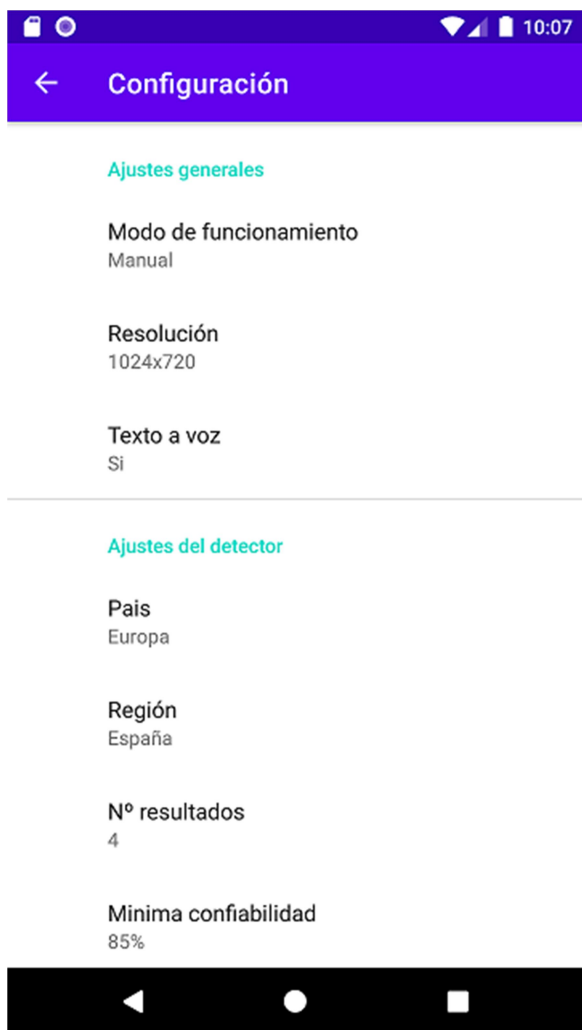 10:07
Configuración
Ajustes generales
Modo de funcionamiento
Manual
Resolución
1024x720
Texto a voz
Si
Ajustes del detector
Pais
Europa
Región
España
Nº resultados
4
Minima confiabilidad
85%